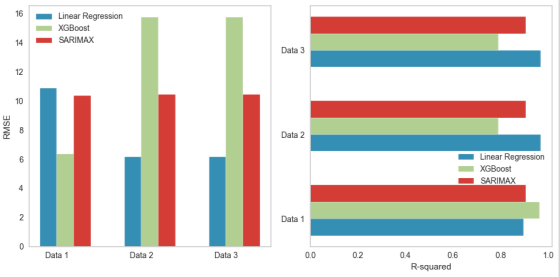 Linear Regression
XGBoost
SARIMAX
16
14
12
10
8
6
4
2
0
RMSE
Data 1 Data 2 Data 3
Data 3
Data 2
Data 1
Linear Regression
XGBoost
SARIMAX
0.0 0.2 0.4 0.6 0.8 1.0
R-squared